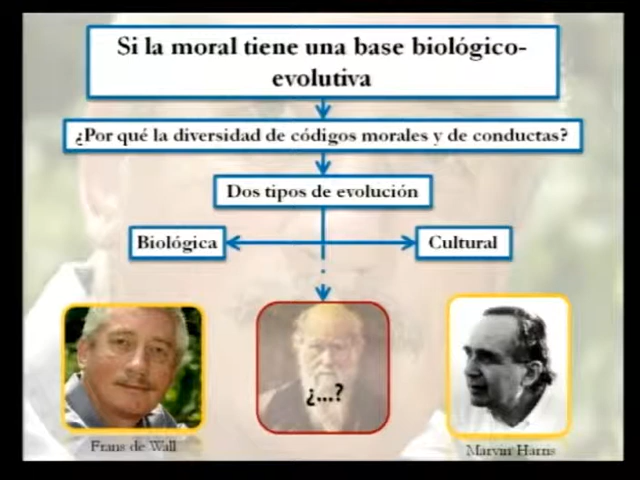 Si la moral tiene una base biológico-
evolutiva
¿Por qué la diversidad de códigos morales y de conductas?
Dos tipos de evolución
Biológica
Cultural
¿...?
Frans de Wall
Marvin Harris